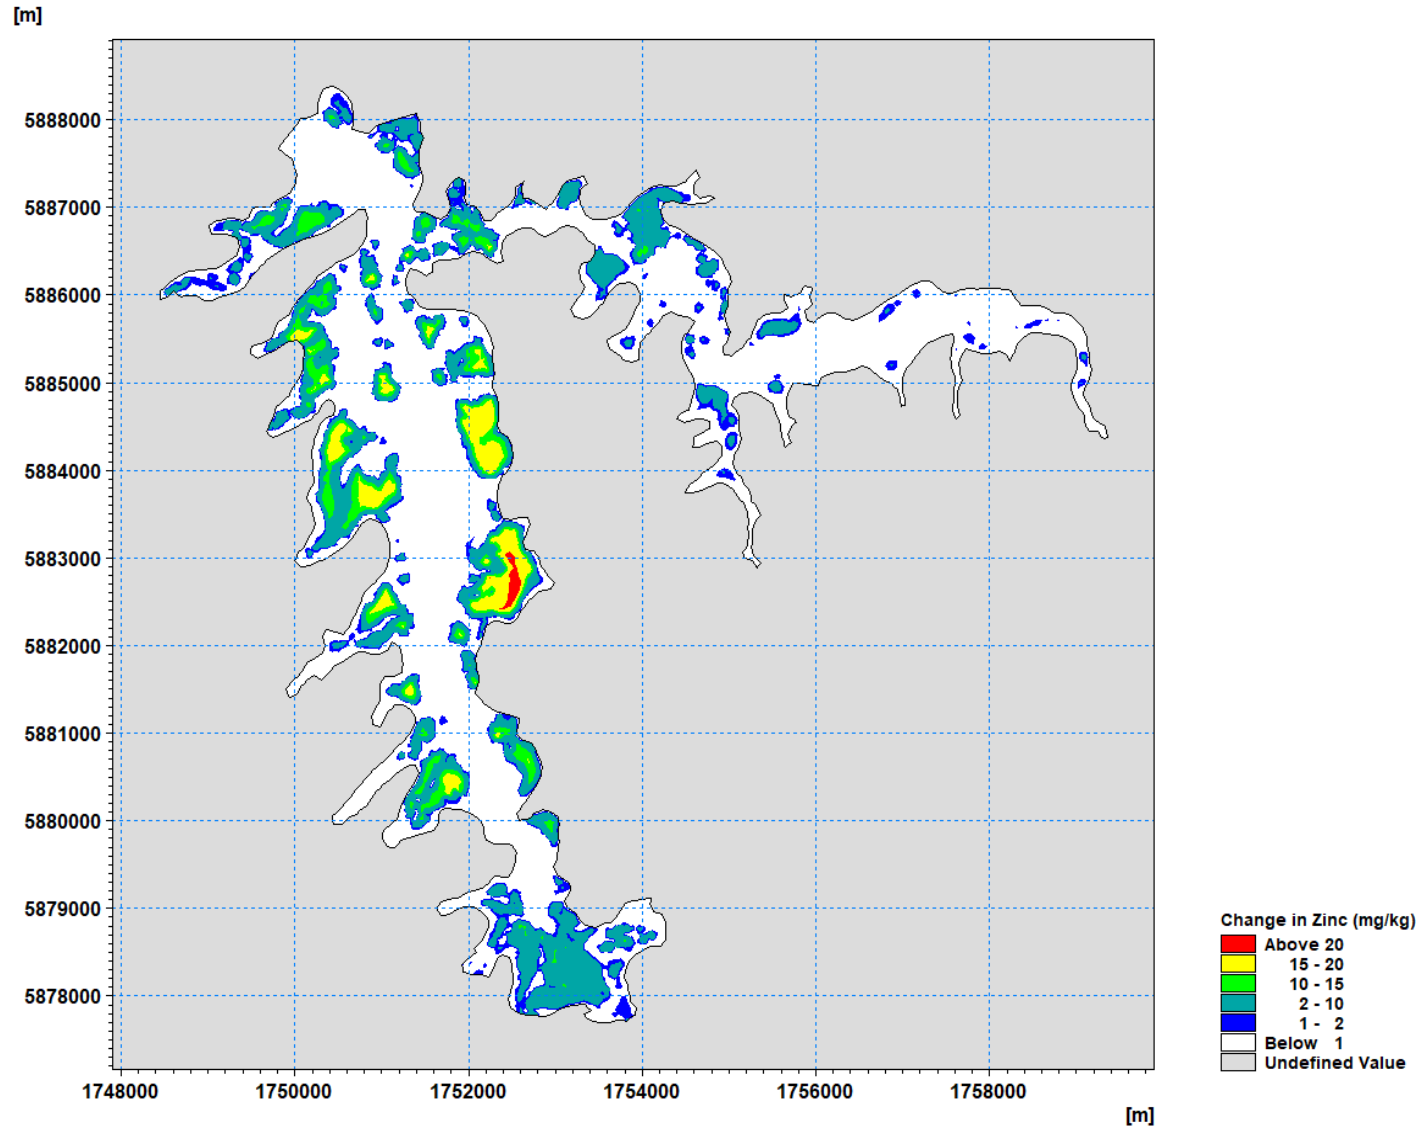 [m]
5888000
5887000
5886000
5885000
5884000
5883000
5882000
5881000
5880000
5879000
5878000
1748000 1750000 1752000 1754000 1756000 1758000
[m]
Change in Zinc (mg/kg)
Above 20
15 - 20
10 - 15
2 - 10
1 - 2
Below 1
Undefined Value